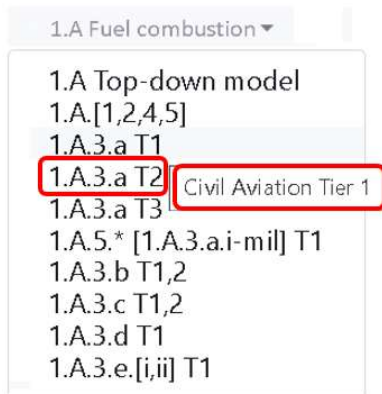 1.A Fuel combustion
1.A Top-down model
1.A.[1,2,4,5]
1.A.3.a T1
1.A.3.a T2
Civil Aviation Tier 1
1.A.3.a T3
1.A.5.* [1.A.3.a.i-mil] T1
1.A.3.b T1,2
1.A.3.c T1,2
1.A.3.d T1
1.A.3.e.[i,ii] T1